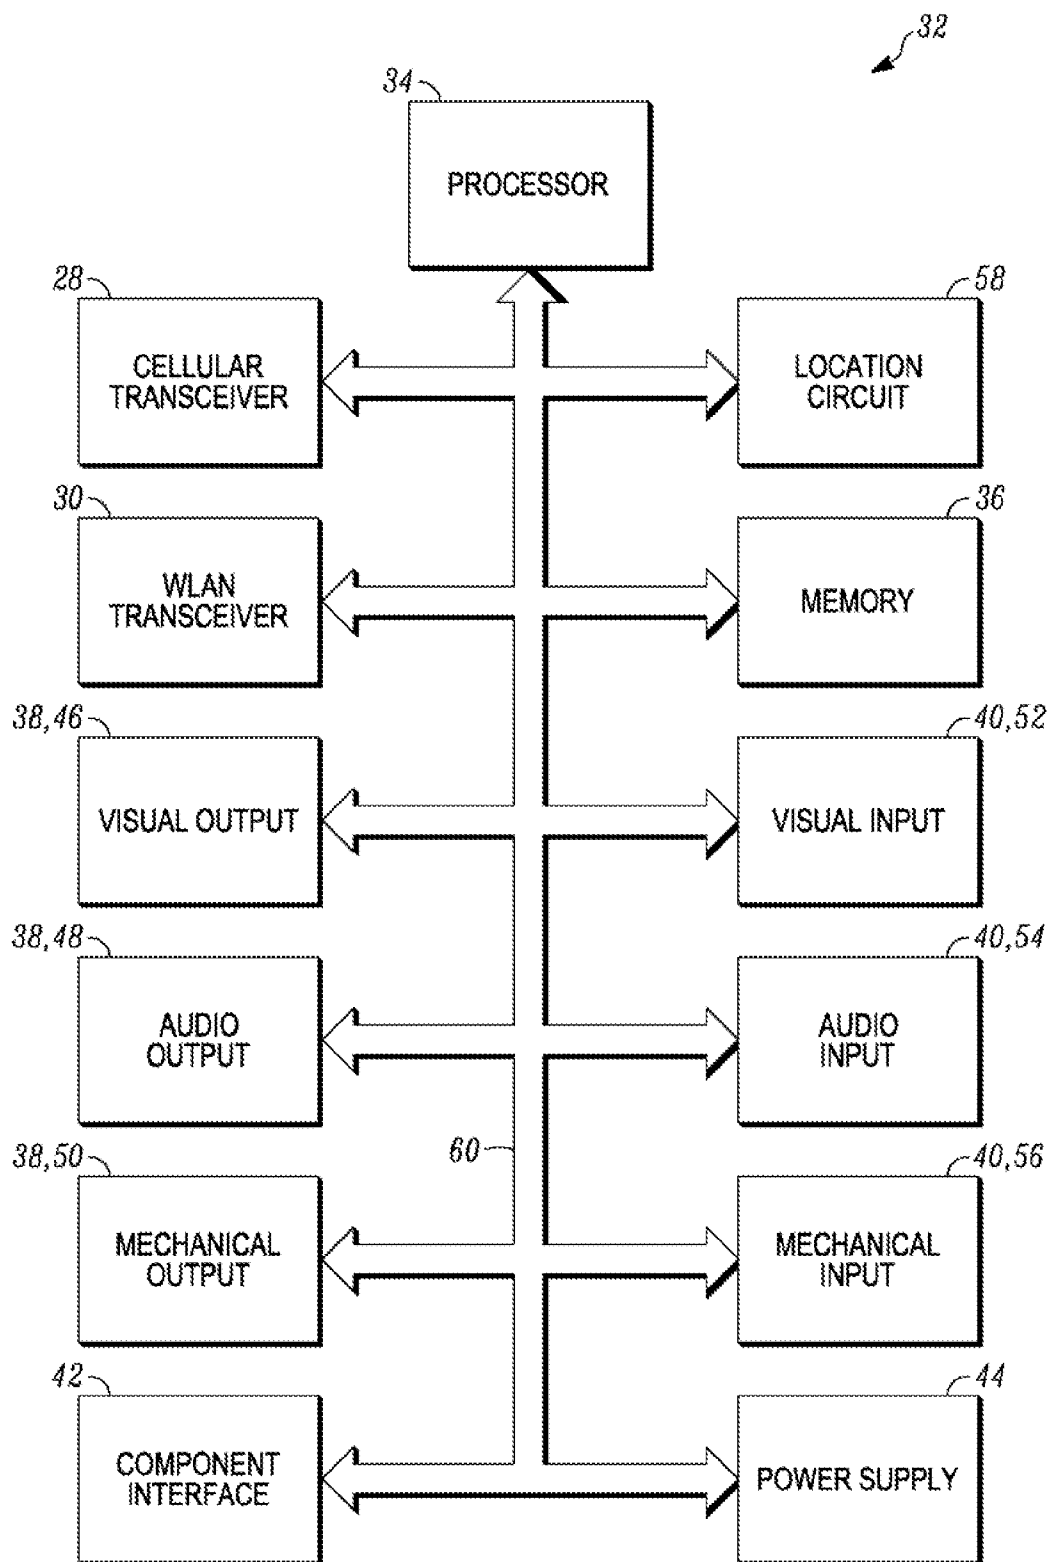 32
34
PROCESSOR
28
58
CELLULAR
TRANSCEIVER
LOCATION
CIRCUIT
30
36
WLAN
TRANSCEIVER
MEMORY
38,46
40,52
VISUAL OUTPUT
VISUAL INPUT
38,48
40,54
AUDIO
OUTPUT
AUDIO
INPUT
60
38,50
40,56
MECHANICAL
OUTPUT
MECHANICAL
INPUT
42
44
COMPONENT
INTERFACE
POWER SUPPLY